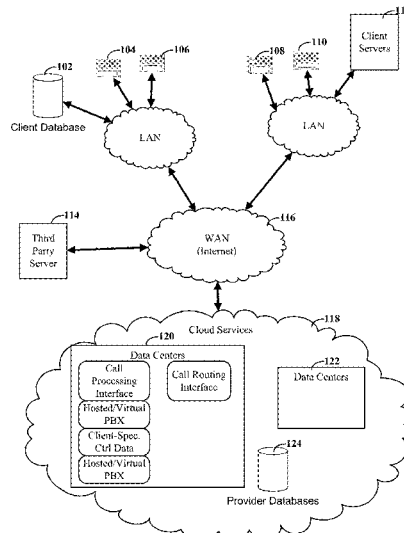 104
106
102
Client Database
LAN
108
110
11
Client Servers
LAN
114
Third Party Server
116
WAN (Internet)
118
Cloud Services
120
Data Centers
Call Processing Interface
Call Routing Interface
Hosted/Virtual PBX
Client-Spec. Ctrl Data
Hosted/Virtual PBX
122
Data Centers
124
Provider Databases